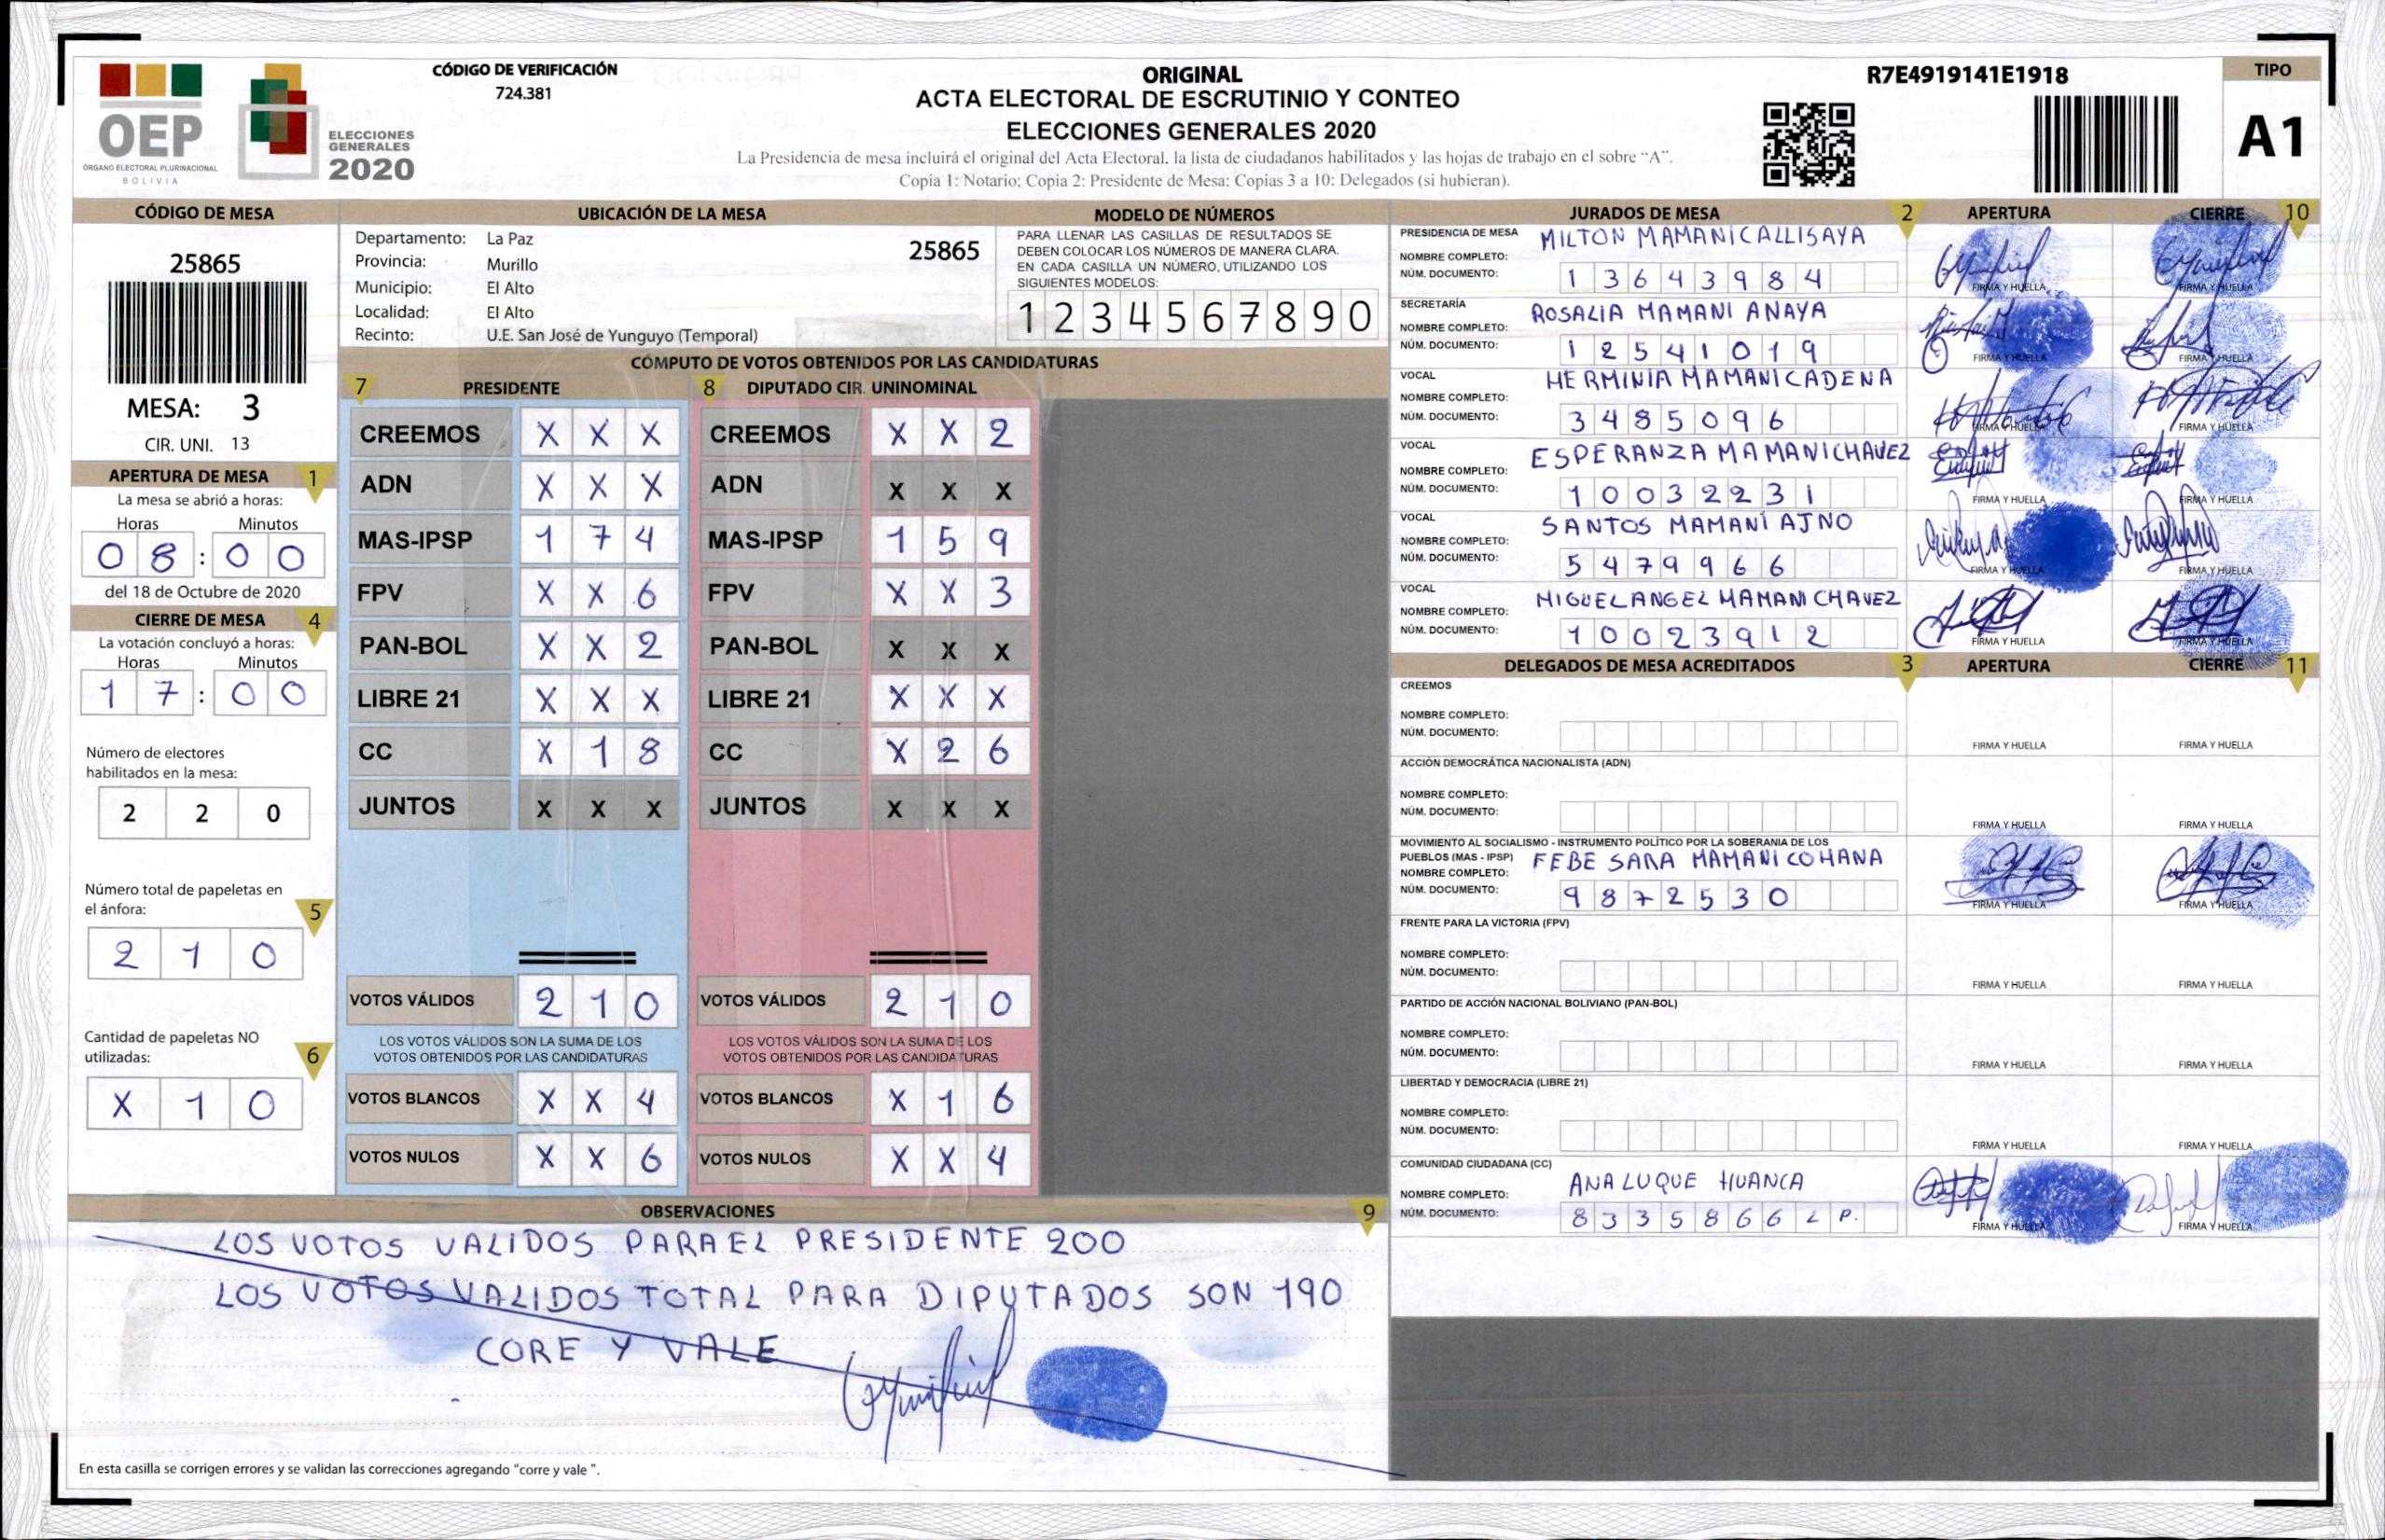 OEP
ÓRGANO ELECTORAL PLURINACIONAL
BOLIVIA
ELECCIONES
GENERALES
2020
CÓDIGO DE VERIFICACIÓN
724.381
ORIGINAL
ACTA ELECTORAL DE ESCRUTINIO Y CONTEO
ELECCIONES GENERALES 2020
La Presidencia de mesa incluirá el original del Acta Electoral, la lista de ciudadanos habilitados y las hojas de trabajo en el sobre "A".
Copia 1: Notario; Copia 2: Presidente de Mesa; Copias 3 a 10: Delegados (si hubieran).
R7E4919141E1918
TIPO
A1
CÓDIGO DE MESA
25865
MESA: 3
CIR. UNI. 13
UBICACIÓN DE LA MESA
Departamento: La Paz
25865
Provincia: Murillo
Municipio: El Alto
Localidad: El Alto
Recinto: U.E. San José de Yunguyo (Temporal)
MODELO DE NÚMEROS
PARA LLENAR LAS CASILLAS DE RESULTADOS SE
DEBEN COLOCAR LOS NÚMEROS DE MANERA CLARA.
EN CADA CASILLA UN NÚMERO, UTILIZANDO LOS
SIGUIENTES MODELOS:
1 2 3 4 5 6 7 8 9 0
APERTURA DE MESA 1
La mesa se abrió a horas:
Horas Minutos
0 8 : 0 0
del 18 de Octubre de 2020
CIERRE DE MESA 4
La votación concluyó a horas:
Horas Minutos
1 7 : 0 0
Número de electores
habilitados en la mesa:
2 2 0
Número total de papeletas en
el ánfora: 5
2 1 0
Cantidad de papeletas NO
utilizadas: 6
X 1 0
CÓMPUTO DE VOTOS OBTENIDOS POR LAS CANDIDATURAS
7 PRESIDENTE
CREEMOS X X X
ADN X X X
MAS-IPSP 1 7 4
FPV X X 6
PAN-BOL X X 2
LIBRE 21 X X X
CC X 1 8
JUNTOS X X X
VOTOS VÁLIDOS 2 1 0
LOS VOTOS VÁLIDOS SON LA SUMA DE LOS
VOTOS OBTENIDOS POR LAS CANDIDATURAS
VOTOS BLANCOS X X 4
VOTOS NULOS X X 6
8 DIPUTADO CIR. UNINOMINAL
CREEMOS X X 2
ADN X X X
MAS-IPSP 1 5 9
FPV X X 3
PAN-BOL X X X
LIBRE 21 X X X
CC X 2 6
JUNTOS X X X
VOTOS VÁLIDOS 2 1 0
LOS VOTOS VÁLIDOS SON LA SUMA DE LOS
VOTOS OBTENIDOS POR LAS CANDIDATURAS
VOTOS BLANCOS X 1 6
VOTOS NULOS X X 4
OBSERVACIONES 9
LOS VOTOS VALIDOS PARA EL PRESIDENTE 200
LOS VOTOS VALIDOS TOTAL PARA DIPUTADOS SON 190
CORE Y VALE
En esta casilla se corrigen errores y se validan las correcciones agregando "corre y vale ".
JURADOS DE MESA 2 APERTURA CIERRE 10
PRESIDENCIA DE MESA MILTON MAMANI CALLISAYA
NOMBRE COMPLETO:
NÚM. DOCUMENTO: 1 3 6 4 3 9 8 4
FIRMA Y HUELLA FIRMA Y HUELLA
SECRETARÍA ROSALIA MAMANI ANAYA
NOMBRE COMPLETO:
NÚM. DOCUMENTO: 1 2 5 4 1 0 1 9
FIRMA Y HUELLA FIRMA Y HUELLA
VOCAL HERMINIA MAMANI CADENA
NOMBRE COMPLETO:
NÚM. DOCUMENTO: 3 4 8 5 0 9 6
FIRMA Y HUELLA FIRMA Y HUELLA
VOCAL ESPERANZA MAMANI CHAVEZ
NOMBRE COMPLETO:
NÚM. DOCUMENTO: 1 0 0 3 2 2 3 1
FIRMA Y HUELLA FIRMA Y HUELLA
VOCAL SANTOS MAMANI AJNO
NOMBRE COMPLETO:
NÚM. DOCUMENTO: 5 4 7 9 9 6 6
FIRMA Y HUELLA FIRMA Y HUELLA
VOCAL MIGUEL ANGEL MAMANI CHAVEZ
NOMBRE COMPLETO:
NÚM. DOCUMENTO: 1 0 0 2 3 9 1 2
FIRMA Y HUELLA FIRMA Y HUELLA
DELEGADOS DE MESA ACREDITADOS 3 APERTURA CIERRE 11
CREEMOS
NOMBRE COMPLETO:
NÚM. DOCUMENTO:
FIRMA Y HUELLA FIRMA Y HUELLA
ACCIÓN DEMOCRÁTICA NACIONALISTA (ADN)
NOMBRE COMPLETO:
NÚM. DOCUMENTO:
FIRMA Y HUELLA FIRMA Y HUELLA
MOVIMIENTO AL SOCIALISMO - INSTRUMENTO POLÍTICO POR LA SOBERANIA DE LOS
PUEBLOS (MAS - IPSP) FEBE SARA MAMANI COHANA
NOMBRE COMPLETO:
NÚM. DOCUMENTO: 9 8 7 2 5 3 0
FIRMA Y HUELLA FIRMA Y HUELLA
FRENTE PARA LA VICTORIA (FPV)
NOMBRE COMPLETO:
NÚM. DOCUMENTO:
FIRMA Y HUELLA FIRMA Y HUELLA
PARTIDO DE ACCIÓN NACIONAL BOLIVIANO (PAN-BOL)
NOMBRE COMPLETO:
NÚM. DOCUMENTO:
FIRMA Y HUELLA FIRMA Y HUELLA
LIBERTAD Y DEMOCRACIA (LIBRE 21)
NOMBRE COMPLETO:
NÚM. DOCUMENTO:
FIRMA Y HUELLA FIRMA Y HUELLA
COMUNIDAD CIUDADANA (CC) ANA LUQUE HUANCA
NOMBRE COMPLETO:
NÚM. DOCUMENTO: 8 3 3 5 8 6 6 L P.
FIRMA Y HUELLA FIRMA Y HUELLA